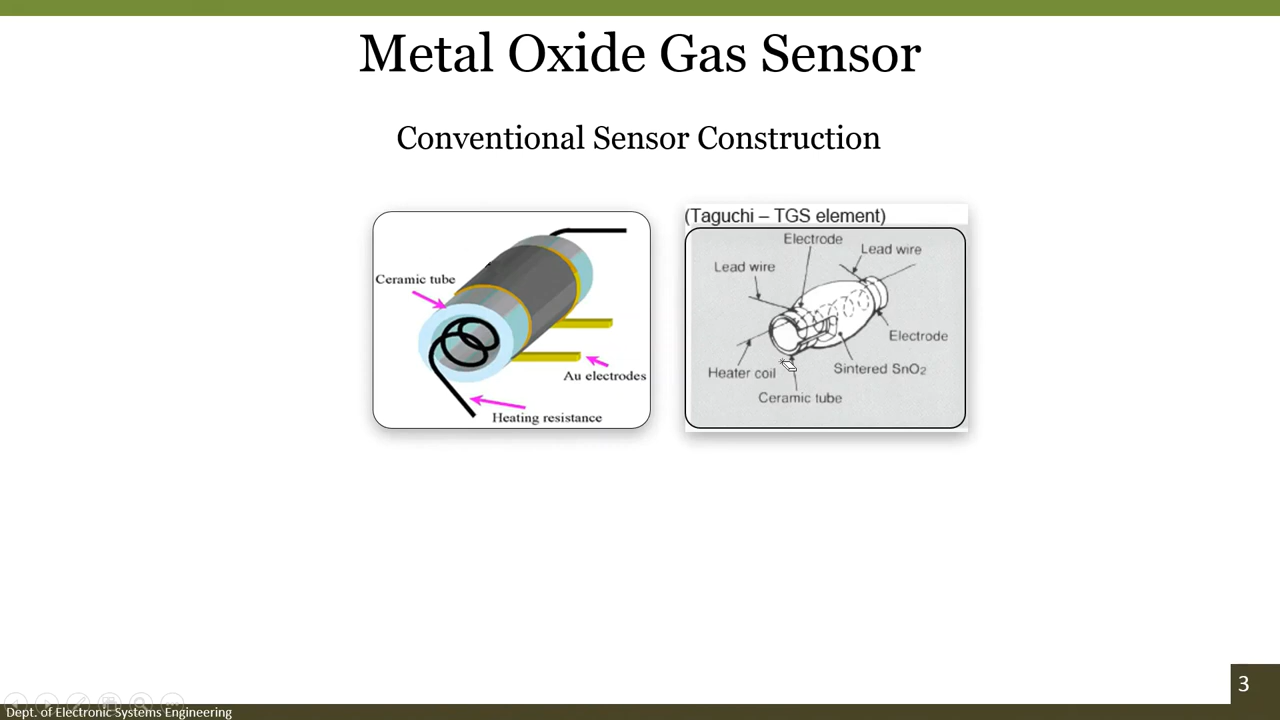 Metal Oxide Gas Sensor
Conventional Sensor Construction
Ceramic tube
Au electrodes
Heating resistance
(Taguchi – TGS element)
Electrode
Lead wire
Lead wire
Electrode
Heater coil
Sintered SnO₂
Ceramic tube
3
Dept. of Electronic Systems Engineering